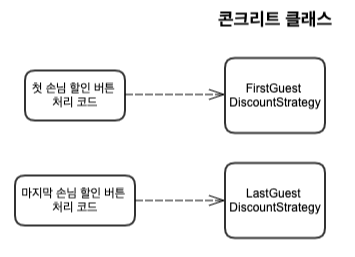 콘크리트 클래스
첫 손님 할인 버튼
처리 코드
FirstGuest
DiscountStrategy
마지막 손님 할인 버튼
처리 코드
LastGuest
DiscountStrategy